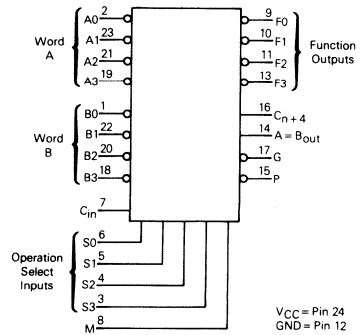 Word A
A0 2
A1 23
A2 21
A3 19
Word B
B0 1
B1 22
B2 20
B3 18
Cin 7
Operation Select Inputs
S0 6
S1 5
S2 4
S3 3
M 8
9 F0
10 F1
11 F2
13 F3
Function Outputs
16 Cn+4
14 A = Bout
17 G
15 P
VCC = Pin 24
GND = Pin 12